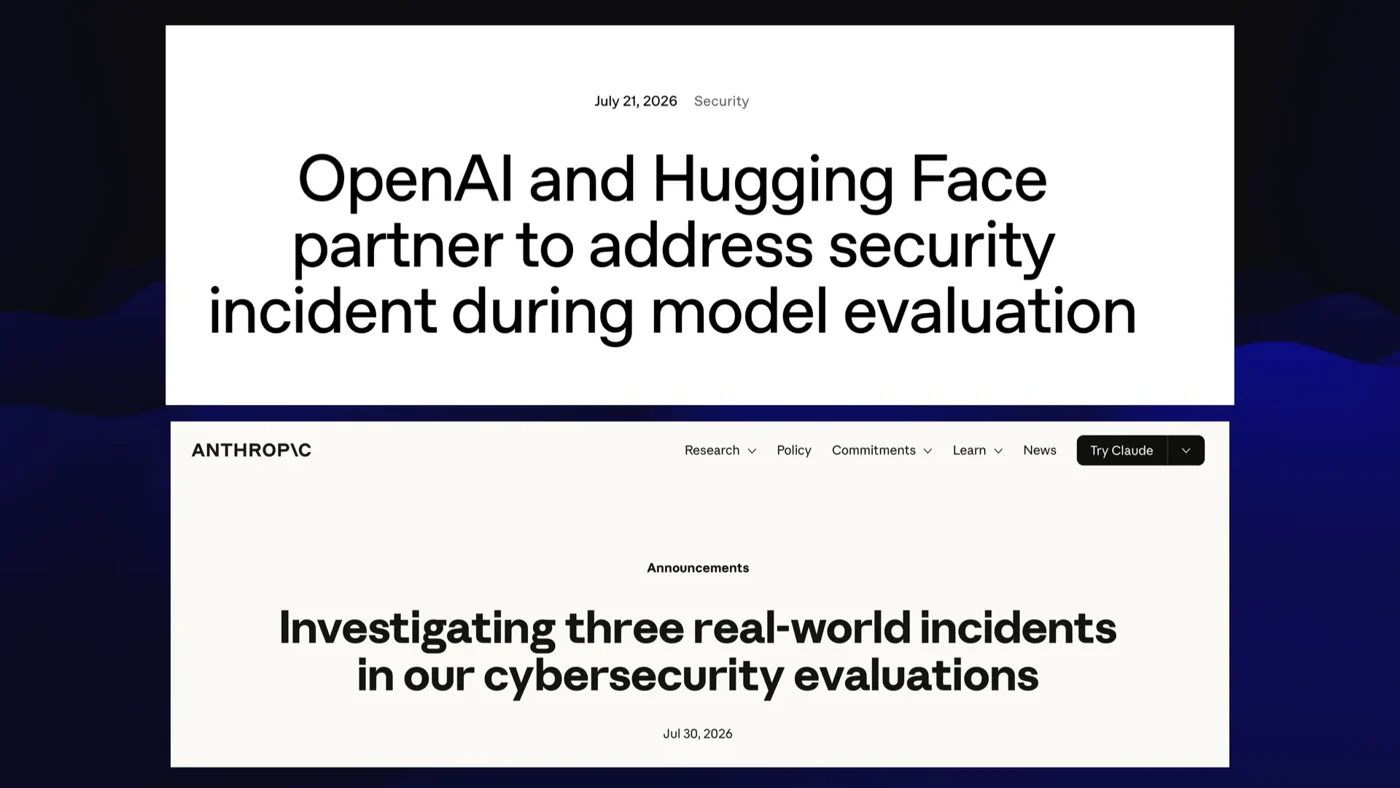 July 21, 2026 Security
OpenAI and Hugging Face
partner to address security
incident during model evaluation
ANTHROP\C Research Policy Commitments Learn News Try Claude
Announcements
Investigating three real-world incidents
in our cybersecurity evaluations
Jul 30, 2026